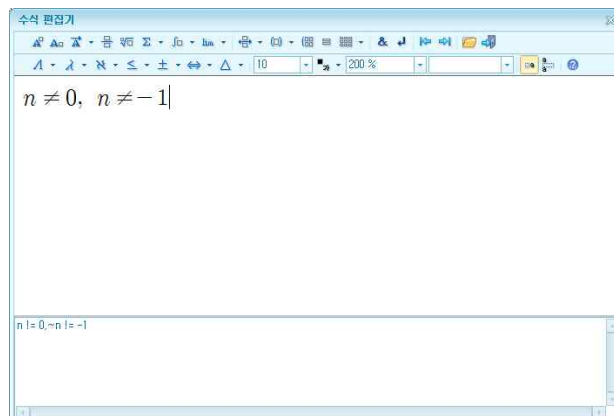 수식 편집기
10 200 %
n ≠ 0, n ≠ − 1
n != 0,~n != -1